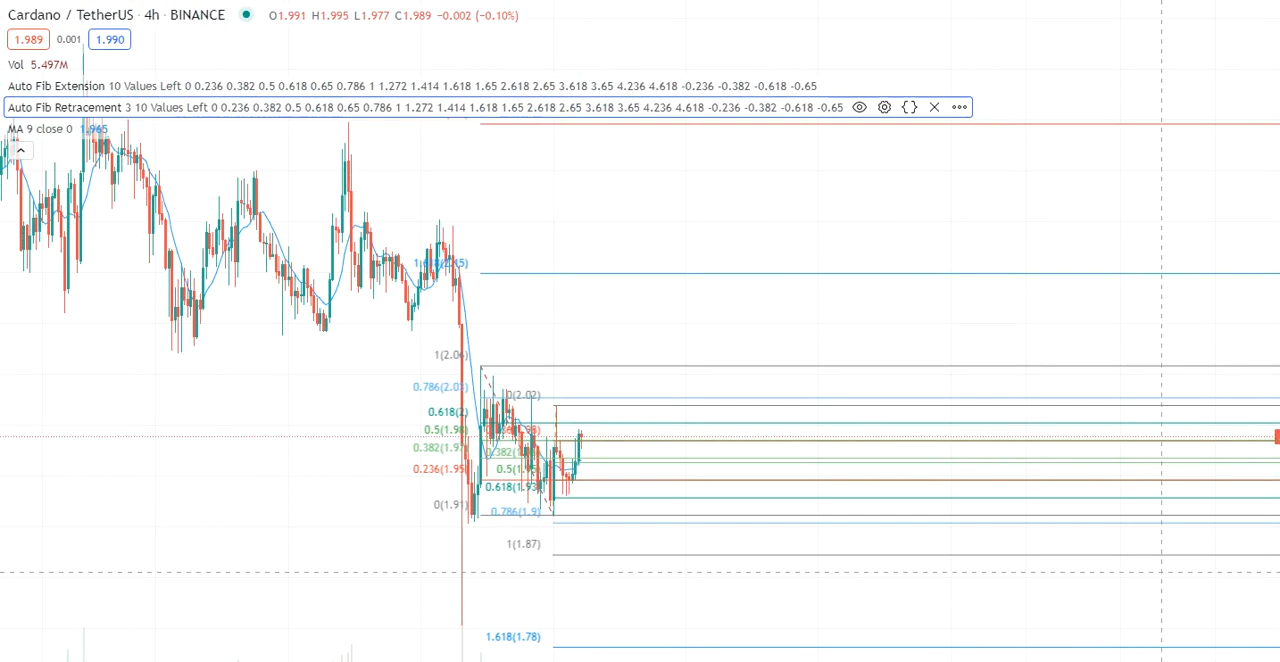 Cardano / TetherUS · 4h · BINANCE O1.991 H1.995 L1.977 C1.989 −0.002 (−0.10%)
1.989 0.001 1.990
Vol 5.497M
Auto Fib Extension 10 Values Left 0 0.236 0.382 0.5 0.618 0.65 0.786 1 1.272 1.414 1.618 1.65 2.618 2.65 3.618 3.65 4.236 4.618 -0.236 -0.382 -0.618 -0.65
Auto Fib Retracement 3 10 Values Left 0 0.236 0.382 0.5 0.618 0.65 0.786 1 1.272 1.414 1.618 1.65 2.618 2.65 3.618 3.65 4.236 4.618 -0.236 -0.382 -0.618 -0.65
MA 9 close 0 1.965
1(2.06)
0.786(2.03)
0(2.02)
0.618(2)
0.5(1.98)
0.236(1.95)
0.618(1.93)
0(1.91)
0.786(1.9)
1(1.87)
1.618(1.78)